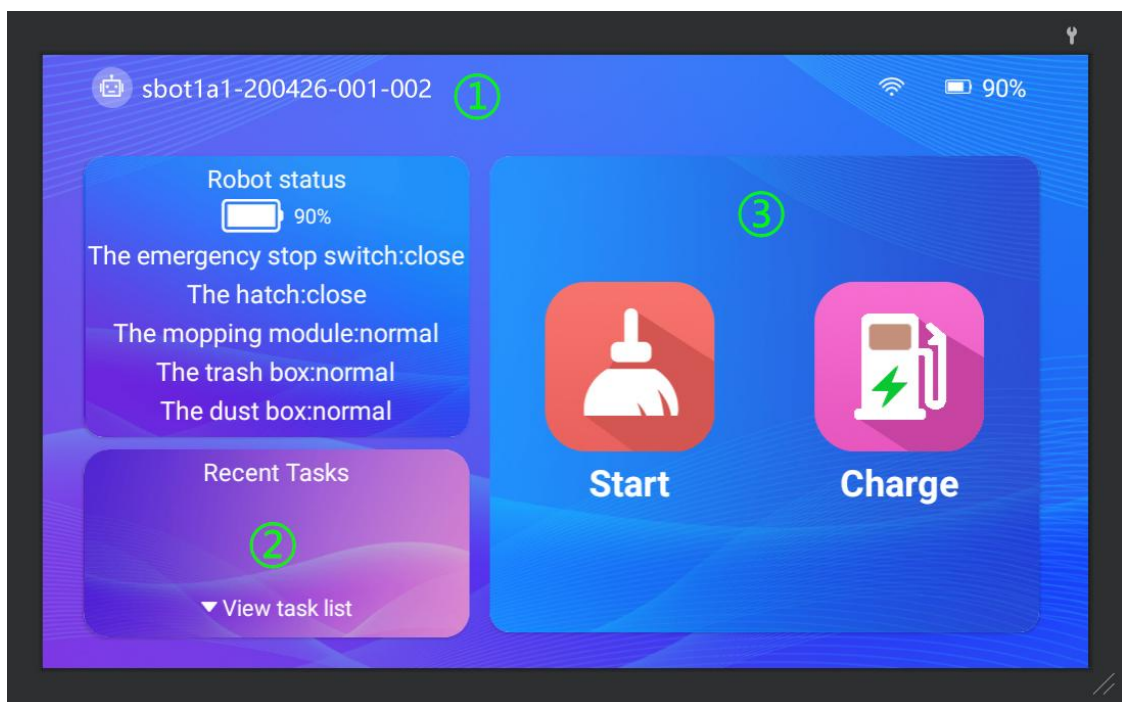 sbot1a1-200426-001-002 ① 90%
Robot status
90%
The emergency stop switch:close
The hatch:close
The mopping module:normal
The trash box:normal
The dust box:normal
Recent Tasks
②
View task list
③
Start
Charge